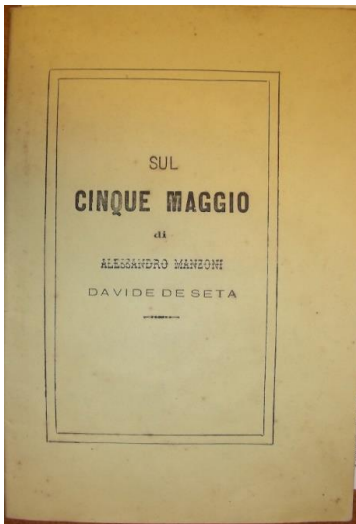 SUL
CINQUE MAGGIO
di
ALESSANDRO MANZONI
DAVIDE DE SETA